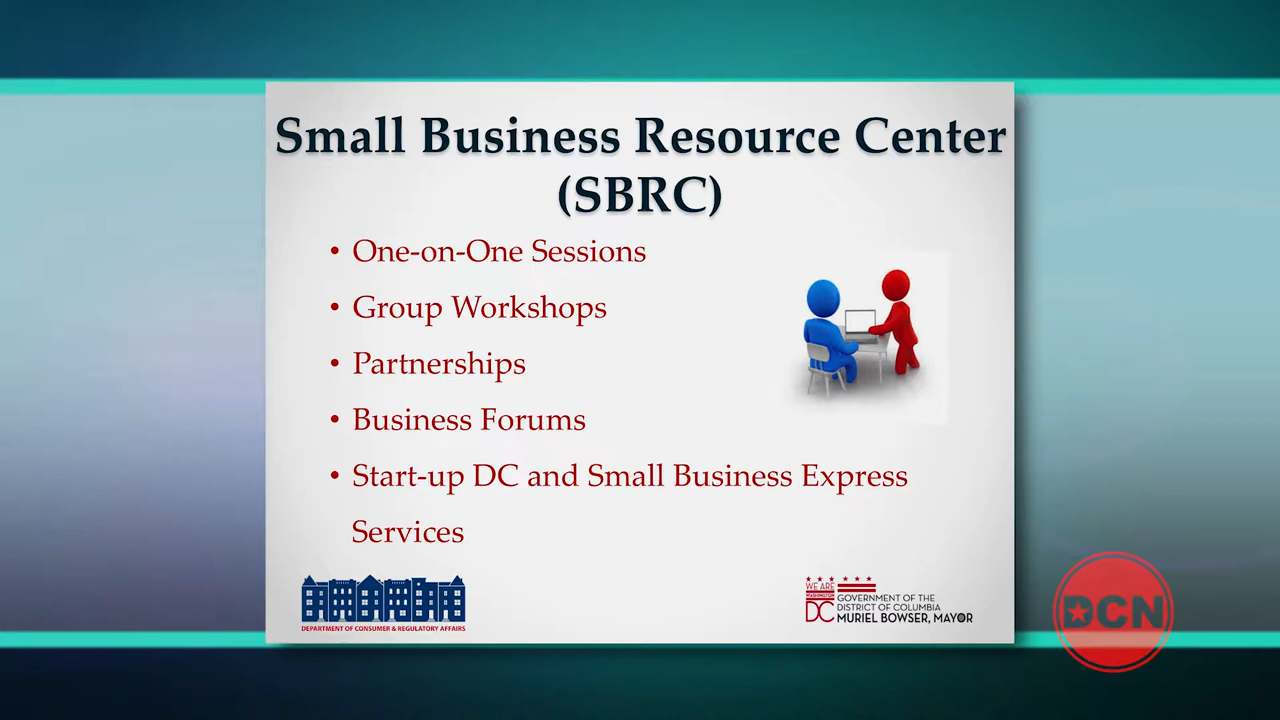 Small Business Resource Center
(SBRC)
• One-on-One Sessions
• Group Workshops
• Partnerships
• Business Forums
• Start-up DC and Small Business Express
Services
DEPARTMENT OF CONSUMER & REGULATORY AFFAIRS
WE ARE
WASHINGTON
DC
GOVERNMENT OF THE
DISTRICT OF COLUMBIA
MURIEL BOWSER, MAYOR
DCN